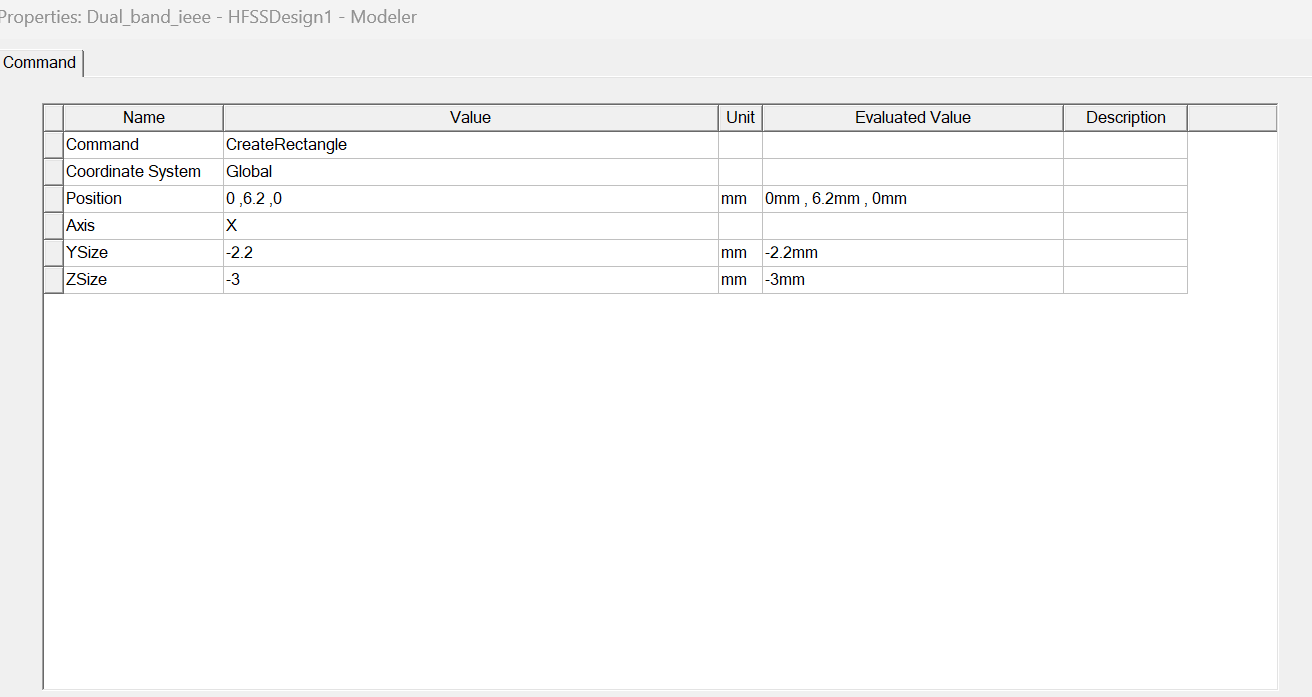 Properties: Dual_band_ieee - HFSSDesign1 - Modeler
Command
Name Value Unit Evaluated Value Description
Command CreateRectangle
Coordinate System Global
Position 0 ,6.2 ,0 mm 0mm , 6.2mm , 0mm
Axis X
YSize -2.2 mm -2.2mm
ZSize -3 mm -3mm